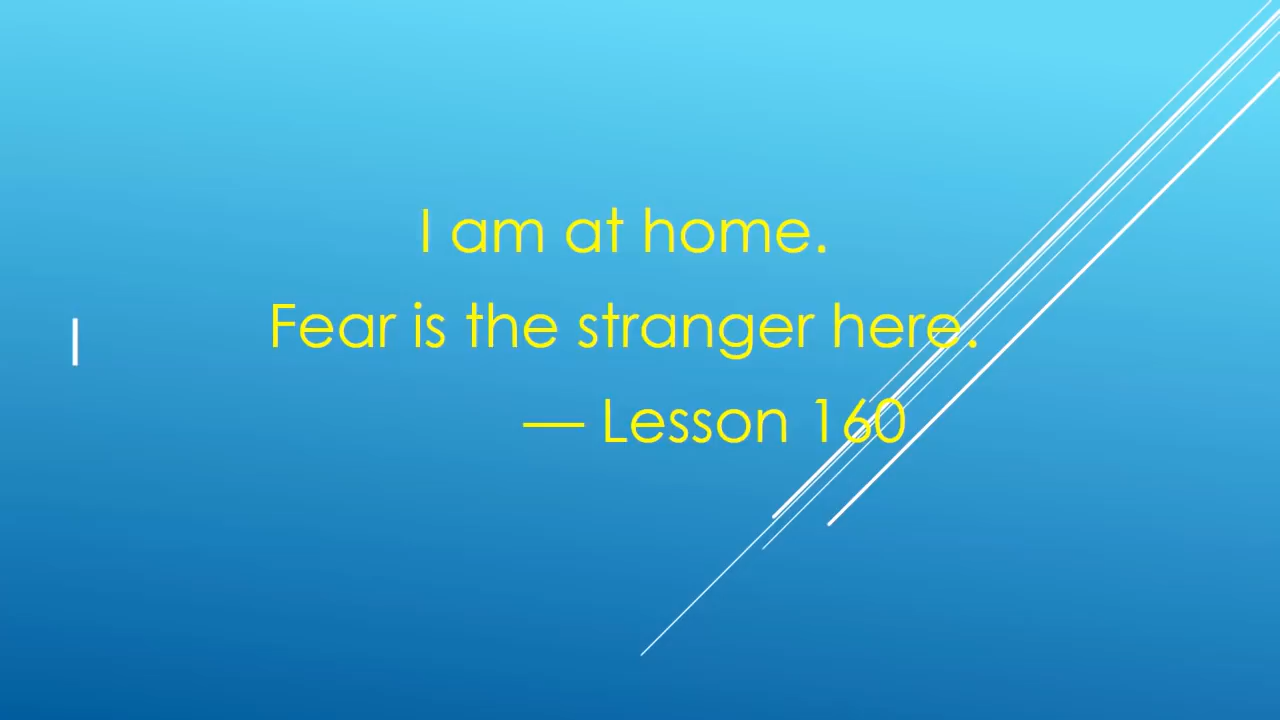 I am at home.
Fear is the stranger here.
— Lesson 160